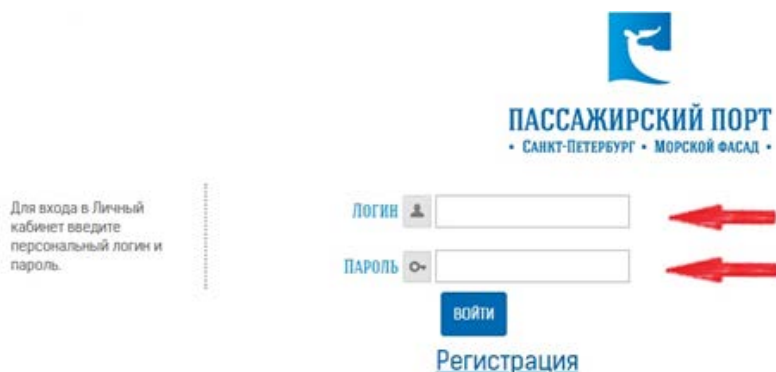 ПАССАЖИРСКИЙ ПОРТ
• САНКТ-ПЕТЕРБУРГ • МОРСКОЙ ФАСАД •
Для входа в Личный
кабинет введите
персональный логин и
пароль.
ЛОГИН
ПАРОЛЬ
ВОЙТИ
Регистрация